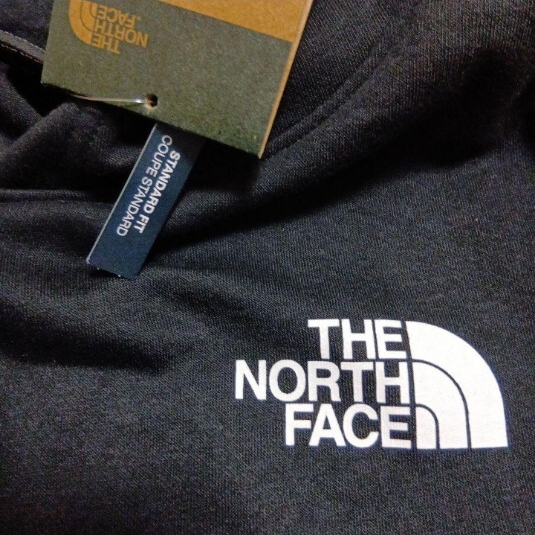 THE
NORTH
FACE®
STANDARD FIT
COUPE STANDARD
THE
NORTH
FACE